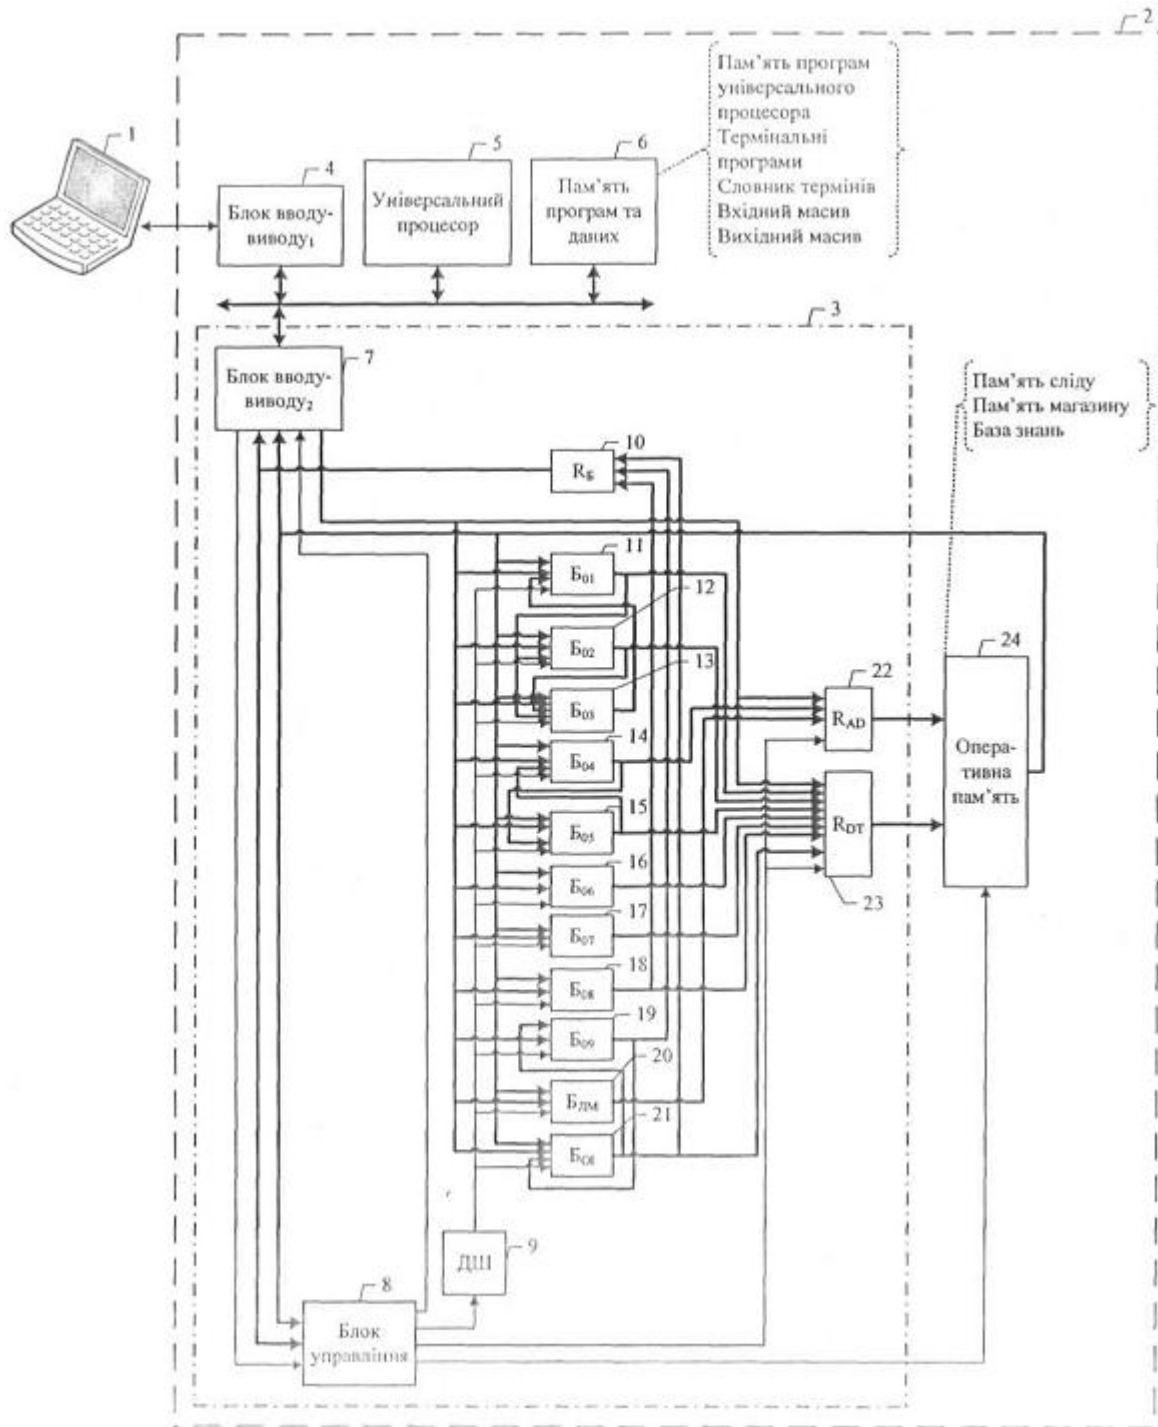 2
Пам’ять програм
універсального
процесора
Термінальні
програми
Словник термінів
Вхідний масив
Вихідний масив
1
4
5
6
Блок вводу-
виводу₁
Універсальний
процесор
Пам’ять
програм та
даних
3
7
Блок вводу-
виводу₂
Пам’ять сліду
Пам’ять магазину
База знань
10
R_Б
11
Б₀₁
12
Б₀₂
13
Б₀₃
14
Б₀₄
15
Б₀₅
16
Б₀₆
17
Б₀₇
18
Б₀₈
19
Б₀₉
20
Б_ЛМ
21
Б_ОІ
22
R_AD
23
R_DT
24
Опера-
тивна
пам’ять
9
ДШ
8
Блок
управління